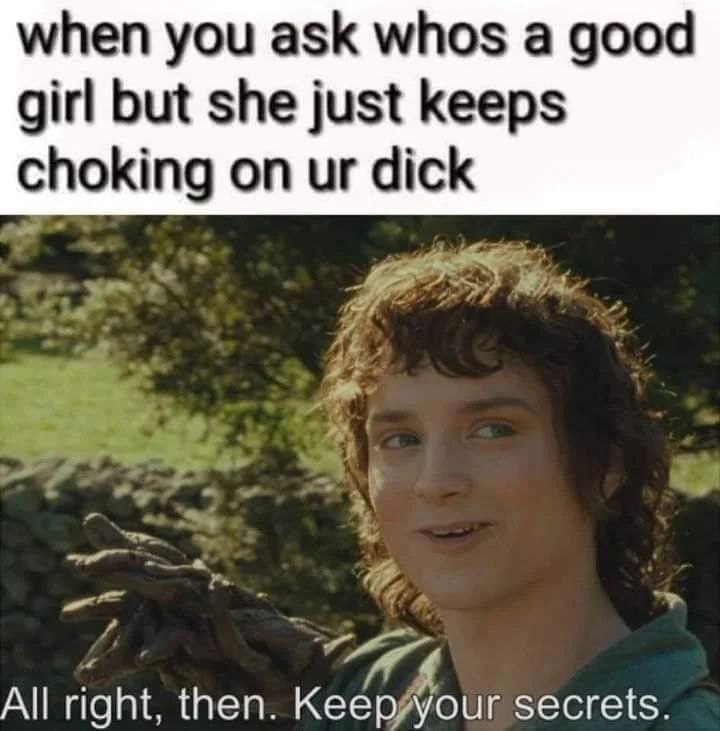 when you ask whos a good
girl but she just keeps
choking on ur dick
All right, then. Keep your secrets.